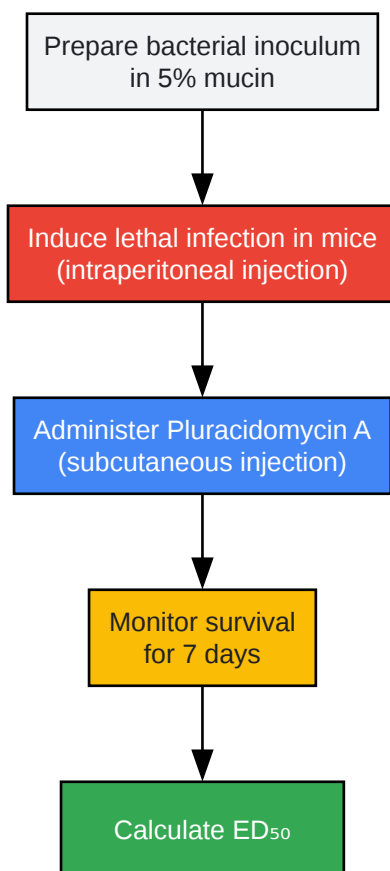 Prepare bacterial inoculum
in 5% mucin
Induce lethal infection in mice
(intraperitoneal injection)
Administer Pluracidomycin A
(subcutaneous injection)
Monitor survival
for 7 days
Calculate ED₅₀